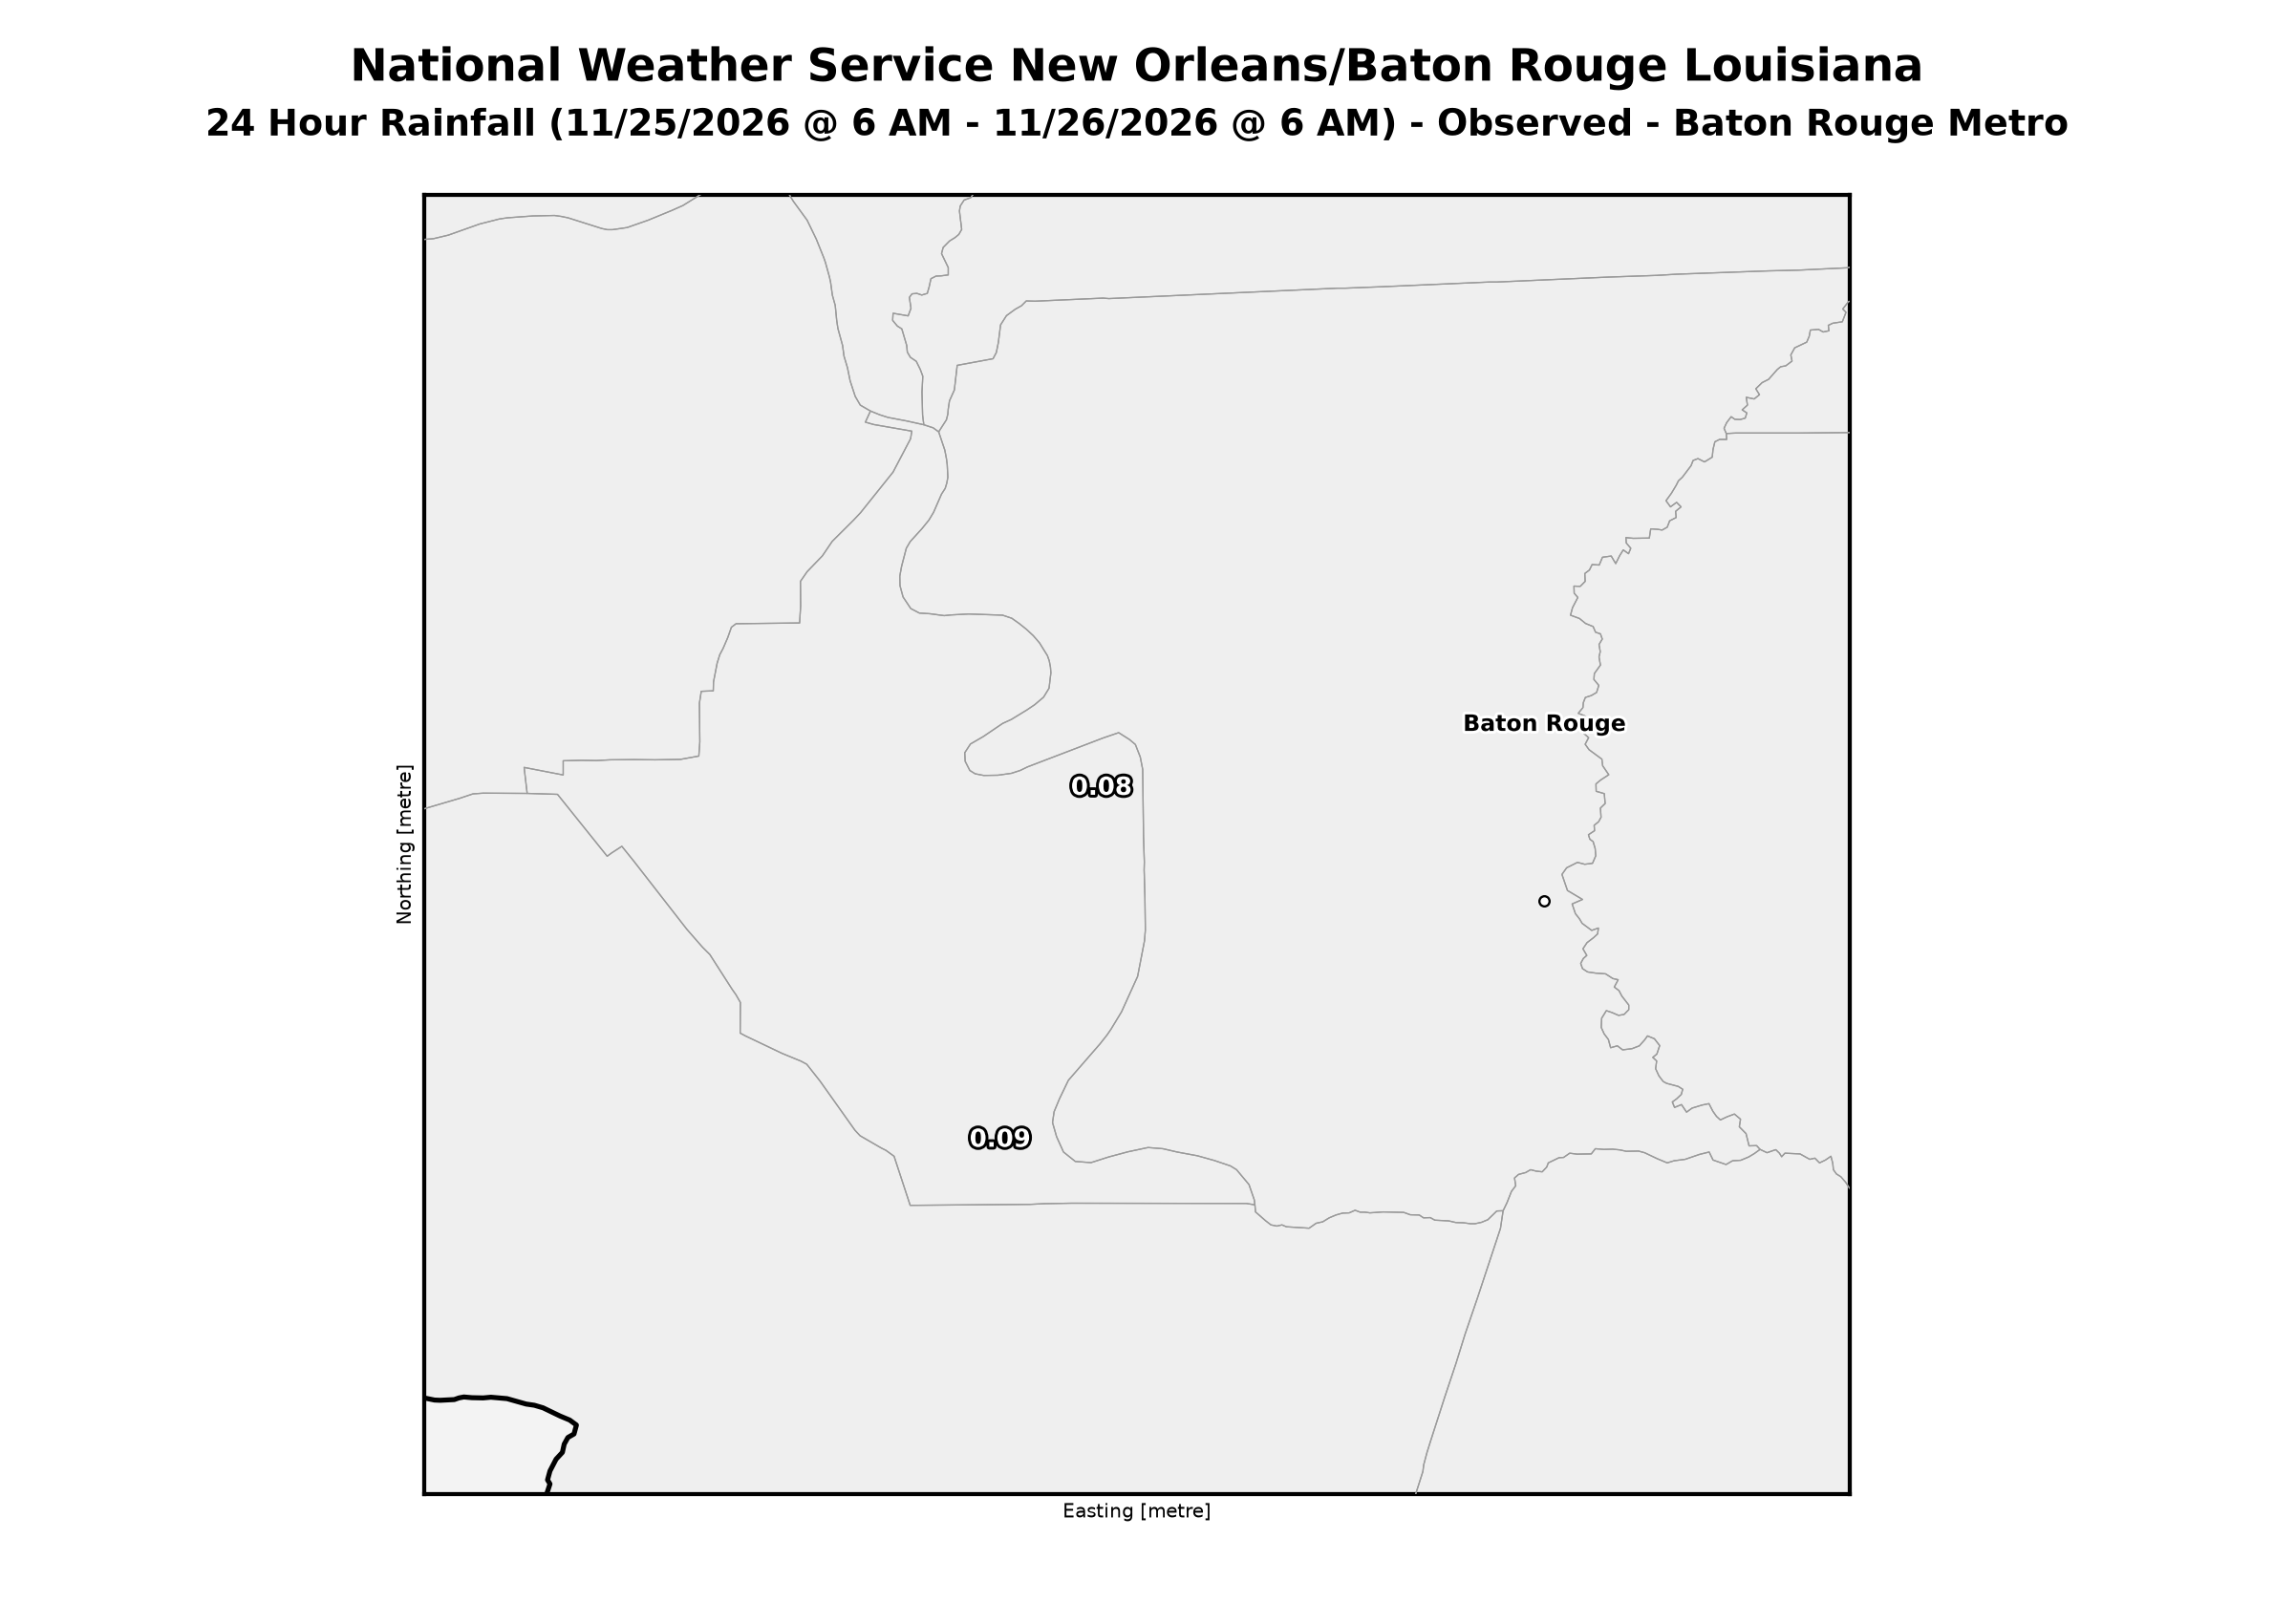 National Weather Service New Orleans/Baton Rouge Louisiana
24 Hour Rainfall (11/25/2026 @ 6 AM - 11/26/2026 @ 6 AM) - Observed - Baton Rouge Metro
Baton Rouge
0.08
Northing [metre]
0.09
Easting [metre]